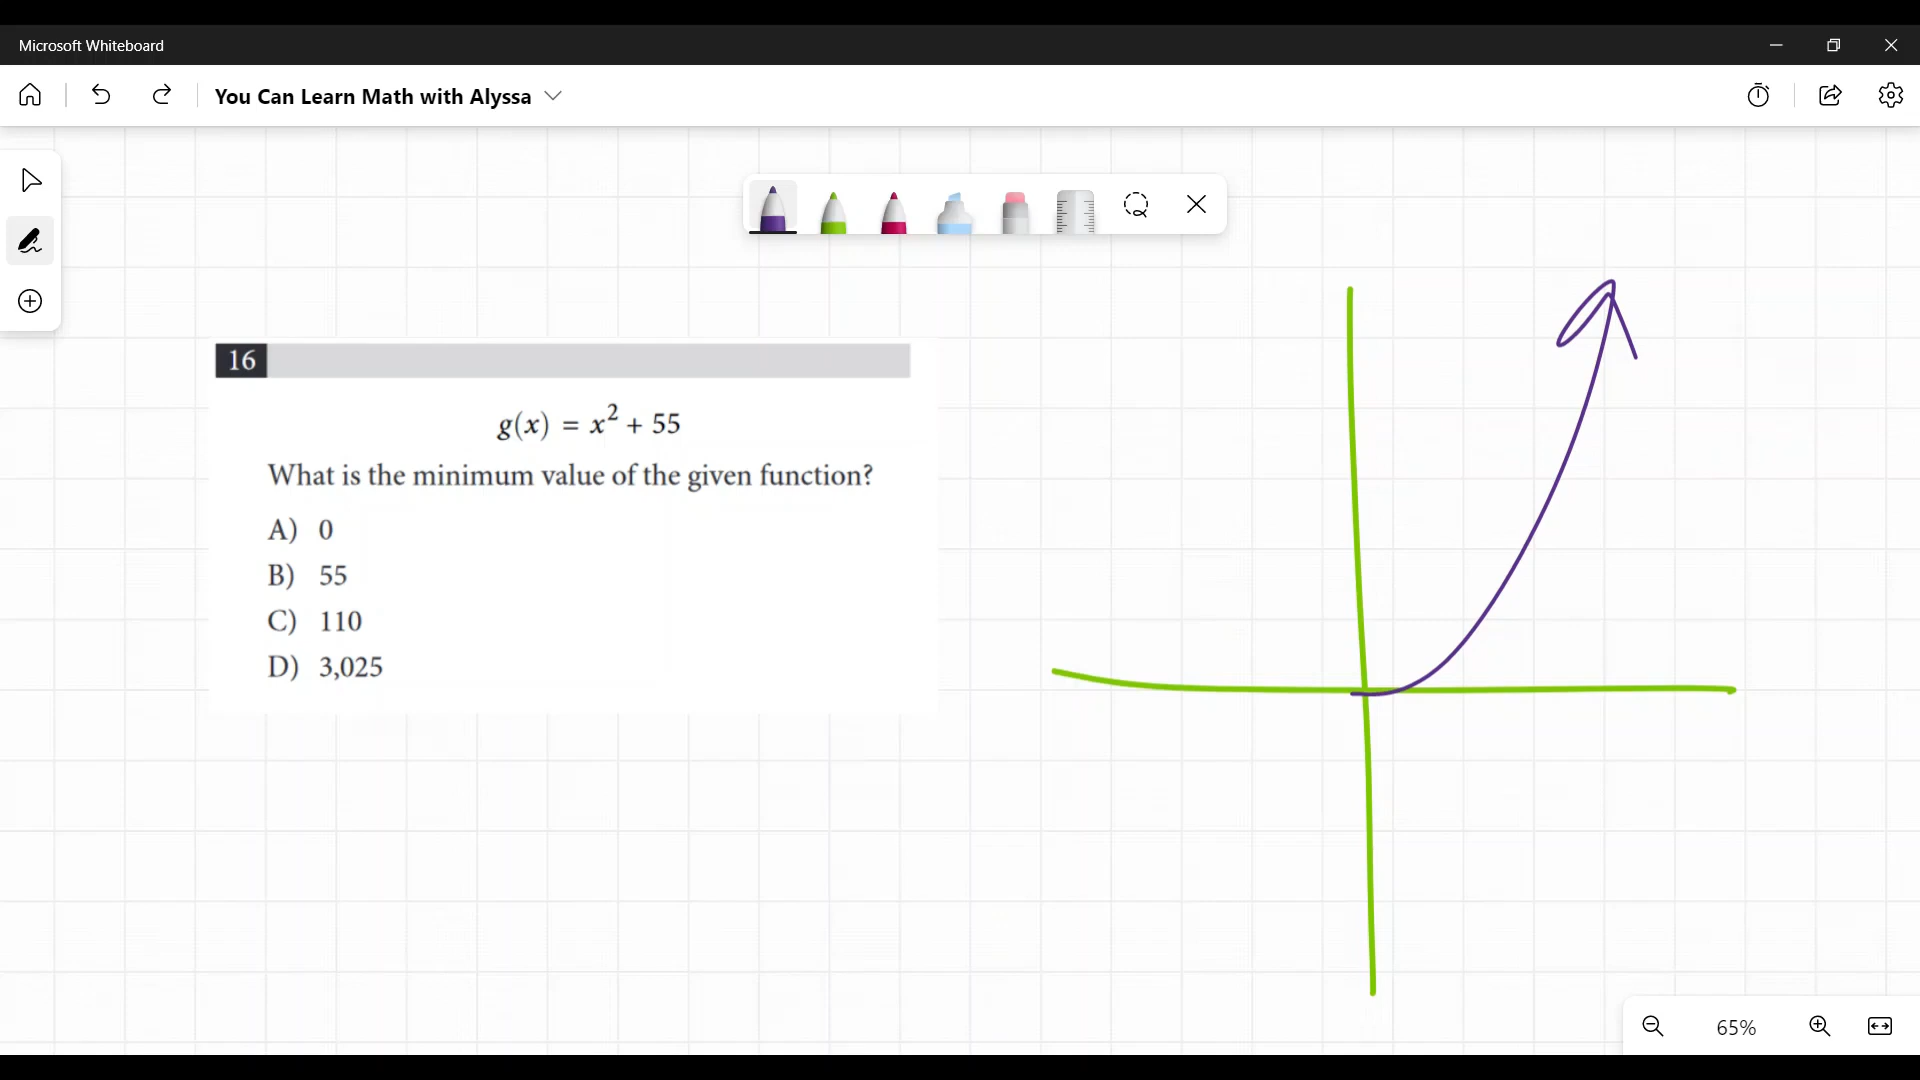 Microsoft Whiteboard
You Can Learn Math with Alyssa
16
g(x) = x² + 55
What is the minimum value of the given function?
A) 0
B) 55
C) 110
D) 3,025
65%